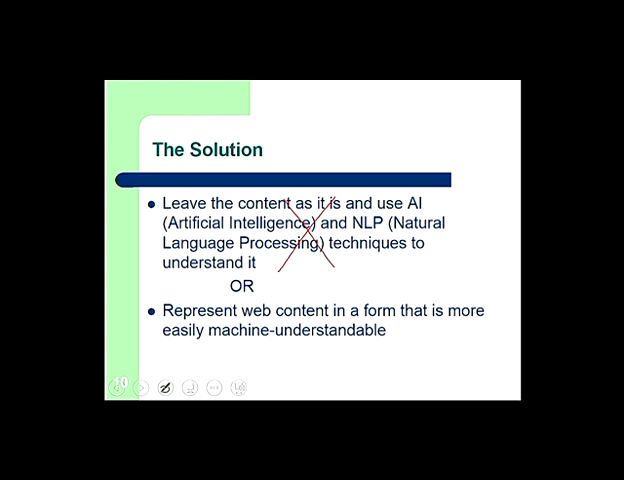 The Solution
Leave the content as it is and use AI
(Artificial Intelligence) and NLP (Natural
Language Processing) techniques to
understand it
OR
Represent web content in a form that is more
easily machine-understandable
10